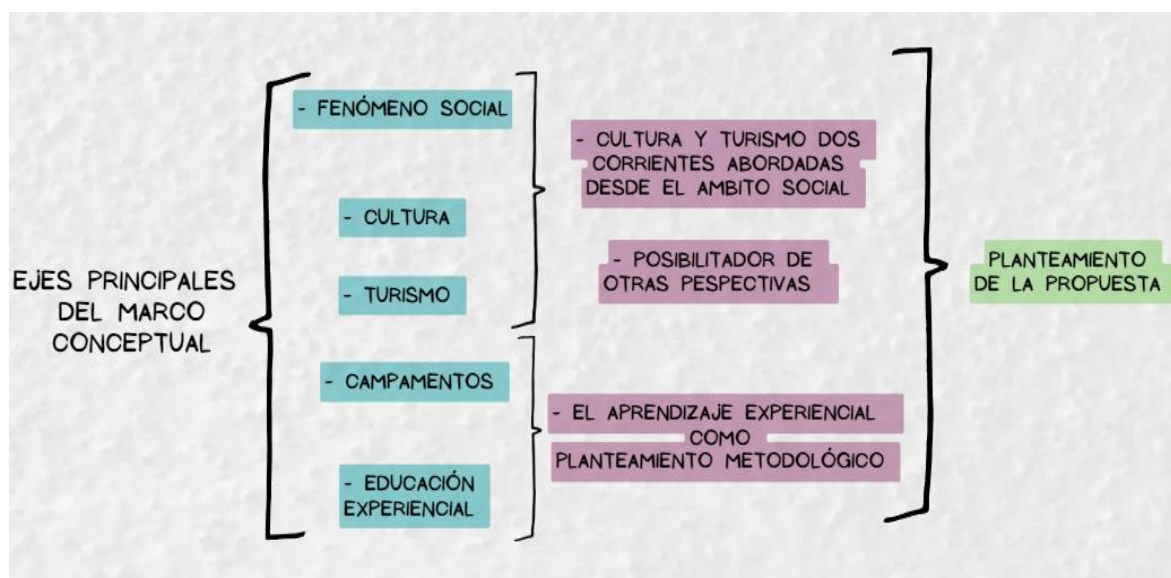 EJES PRINCIPALES
DEL MARCO
CONCEPTUAL
- FENÓMENO SOCIAL
- CULTURA
- TURISMO
- CAMPAMENTOS
- EDUCACIÓN
EXPERIENCIAL
- CULTURA Y TURISMO DOS
CORRIENTES ABORDADAS
DESDE EL AMBITO SOCIAL
- POSIBILITADOR DE
OTRAS PESPECTIVAS
- EL APRENDIZAJE EXPERIENCIAL
COMO
PLANTEAMIENTO METODOLÓGICO
PLANTEAMIENTO
DE LA PROPUESTA